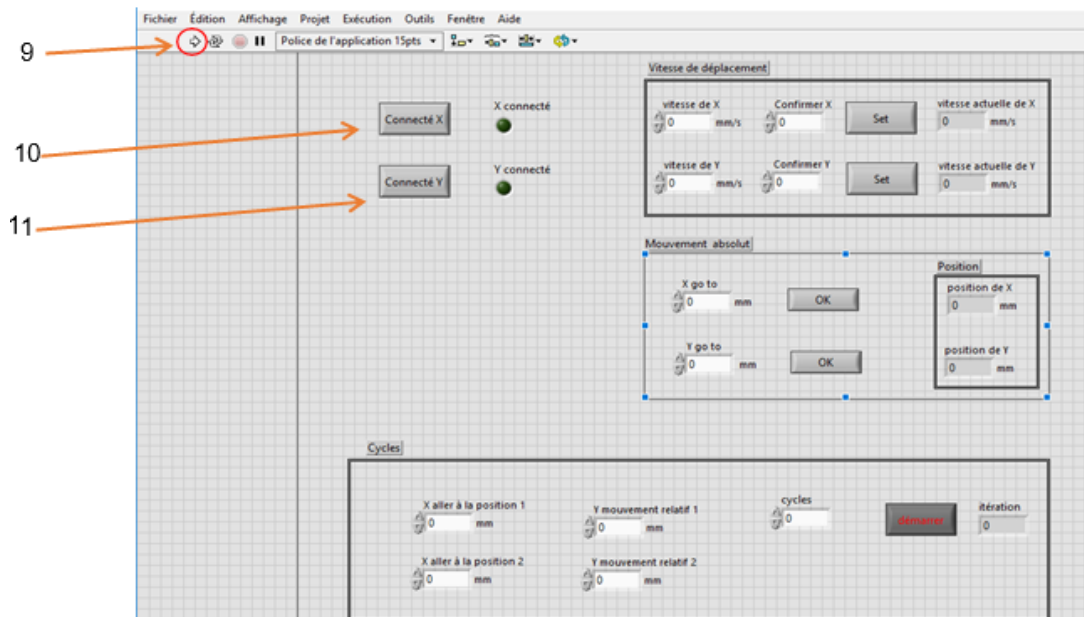 Fichier Édition Affichage Projet Exécution Outils Fenêtre Aide
9
Police de l'application 15pts
Vitesse de déplacement
Connecté X
X connecté
vitesse de X
0 mm/s
Confirmer X
0
Set
vitesse actuelle de X
0 mm/s
10
Connecté Y
Y connecté
vitesse de Y
0 mm/s
Confirmer Y
0
Set
vitesse actuelle de Y
0 mm/s
11
Mouvement absolut
X go to
0 mm
OK
Position
position de X
0 mm
Y go to
0 mm
OK
position de Y
0 mm
Cycles
X aller à la position 1
0 mm
Y mouvement relatif 1
0 mm
cycles
0
démarrer
itération
0
X aller à la position 2
0 mm
Y mouvement relatif 2
0 mm